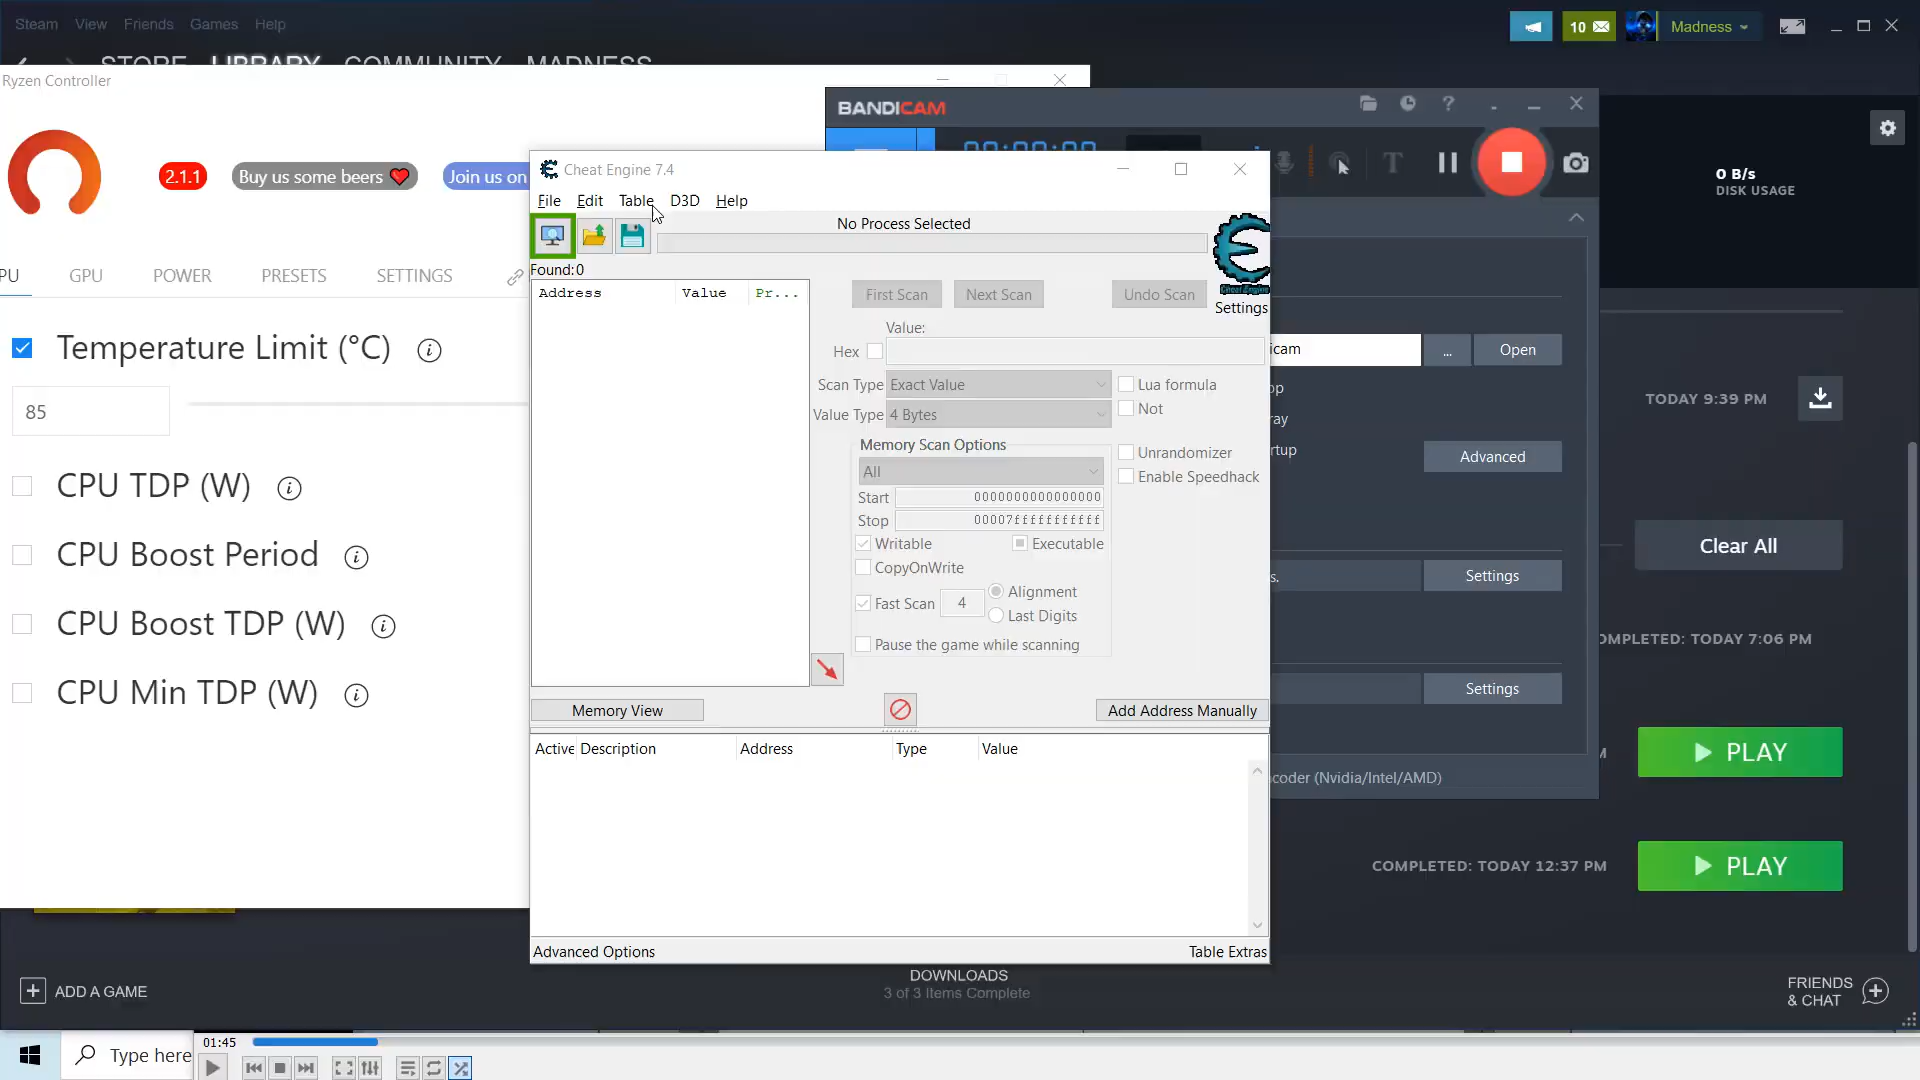 Steam View Friends Games Help
10
Madness
STORE LIBRARY COMMUNITY MADNESS
Ryzen Controller
2.1.1
Buy us some beers
Join us on
GPU
POWER
PRESETS
SETTINGS
Temperature Limit (°C)
85
CPU TDP (W)
CPU Boost Period
CPU Boost TDP (W)
CPU Min TDP (W)
BANDICAM
Cheat Engine 7.4
File Edit Table D3D Help
No Process Selected
Found:0
Address Value Pr...
First Scan Next Scan Undo Scan
Settings
Value:
Hex
Scan Type Exact Value
Lua formula
Value Type 4 Bytes
Not
Memory Scan Options
All
Unrandomizer
Enable Speedhack
Start 0000000000000000
Stop 00007fffffffffff
Writable Executable
CopyOnWrite
Fast Scan 4 Alignment
Last Digits
Pause the game while scanning
Memory View
Add Address Manually
Active Description Address Type Value
Advanced Options
Table Extras
... Open
Advanced
Settings
Settings
(Nvidia/Intel/AMD)
0 B/s
DISK USAGE
TODAY 9:39 PM
Clear All
TODAY 7:06 PM
PLAY
COMPLETED: TODAY 12:37 PM
PLAY
ADD A GAME
DOWNLOADS
3 of 3 Items Complete
FRIENDS
& CHAT
Type here
01:45